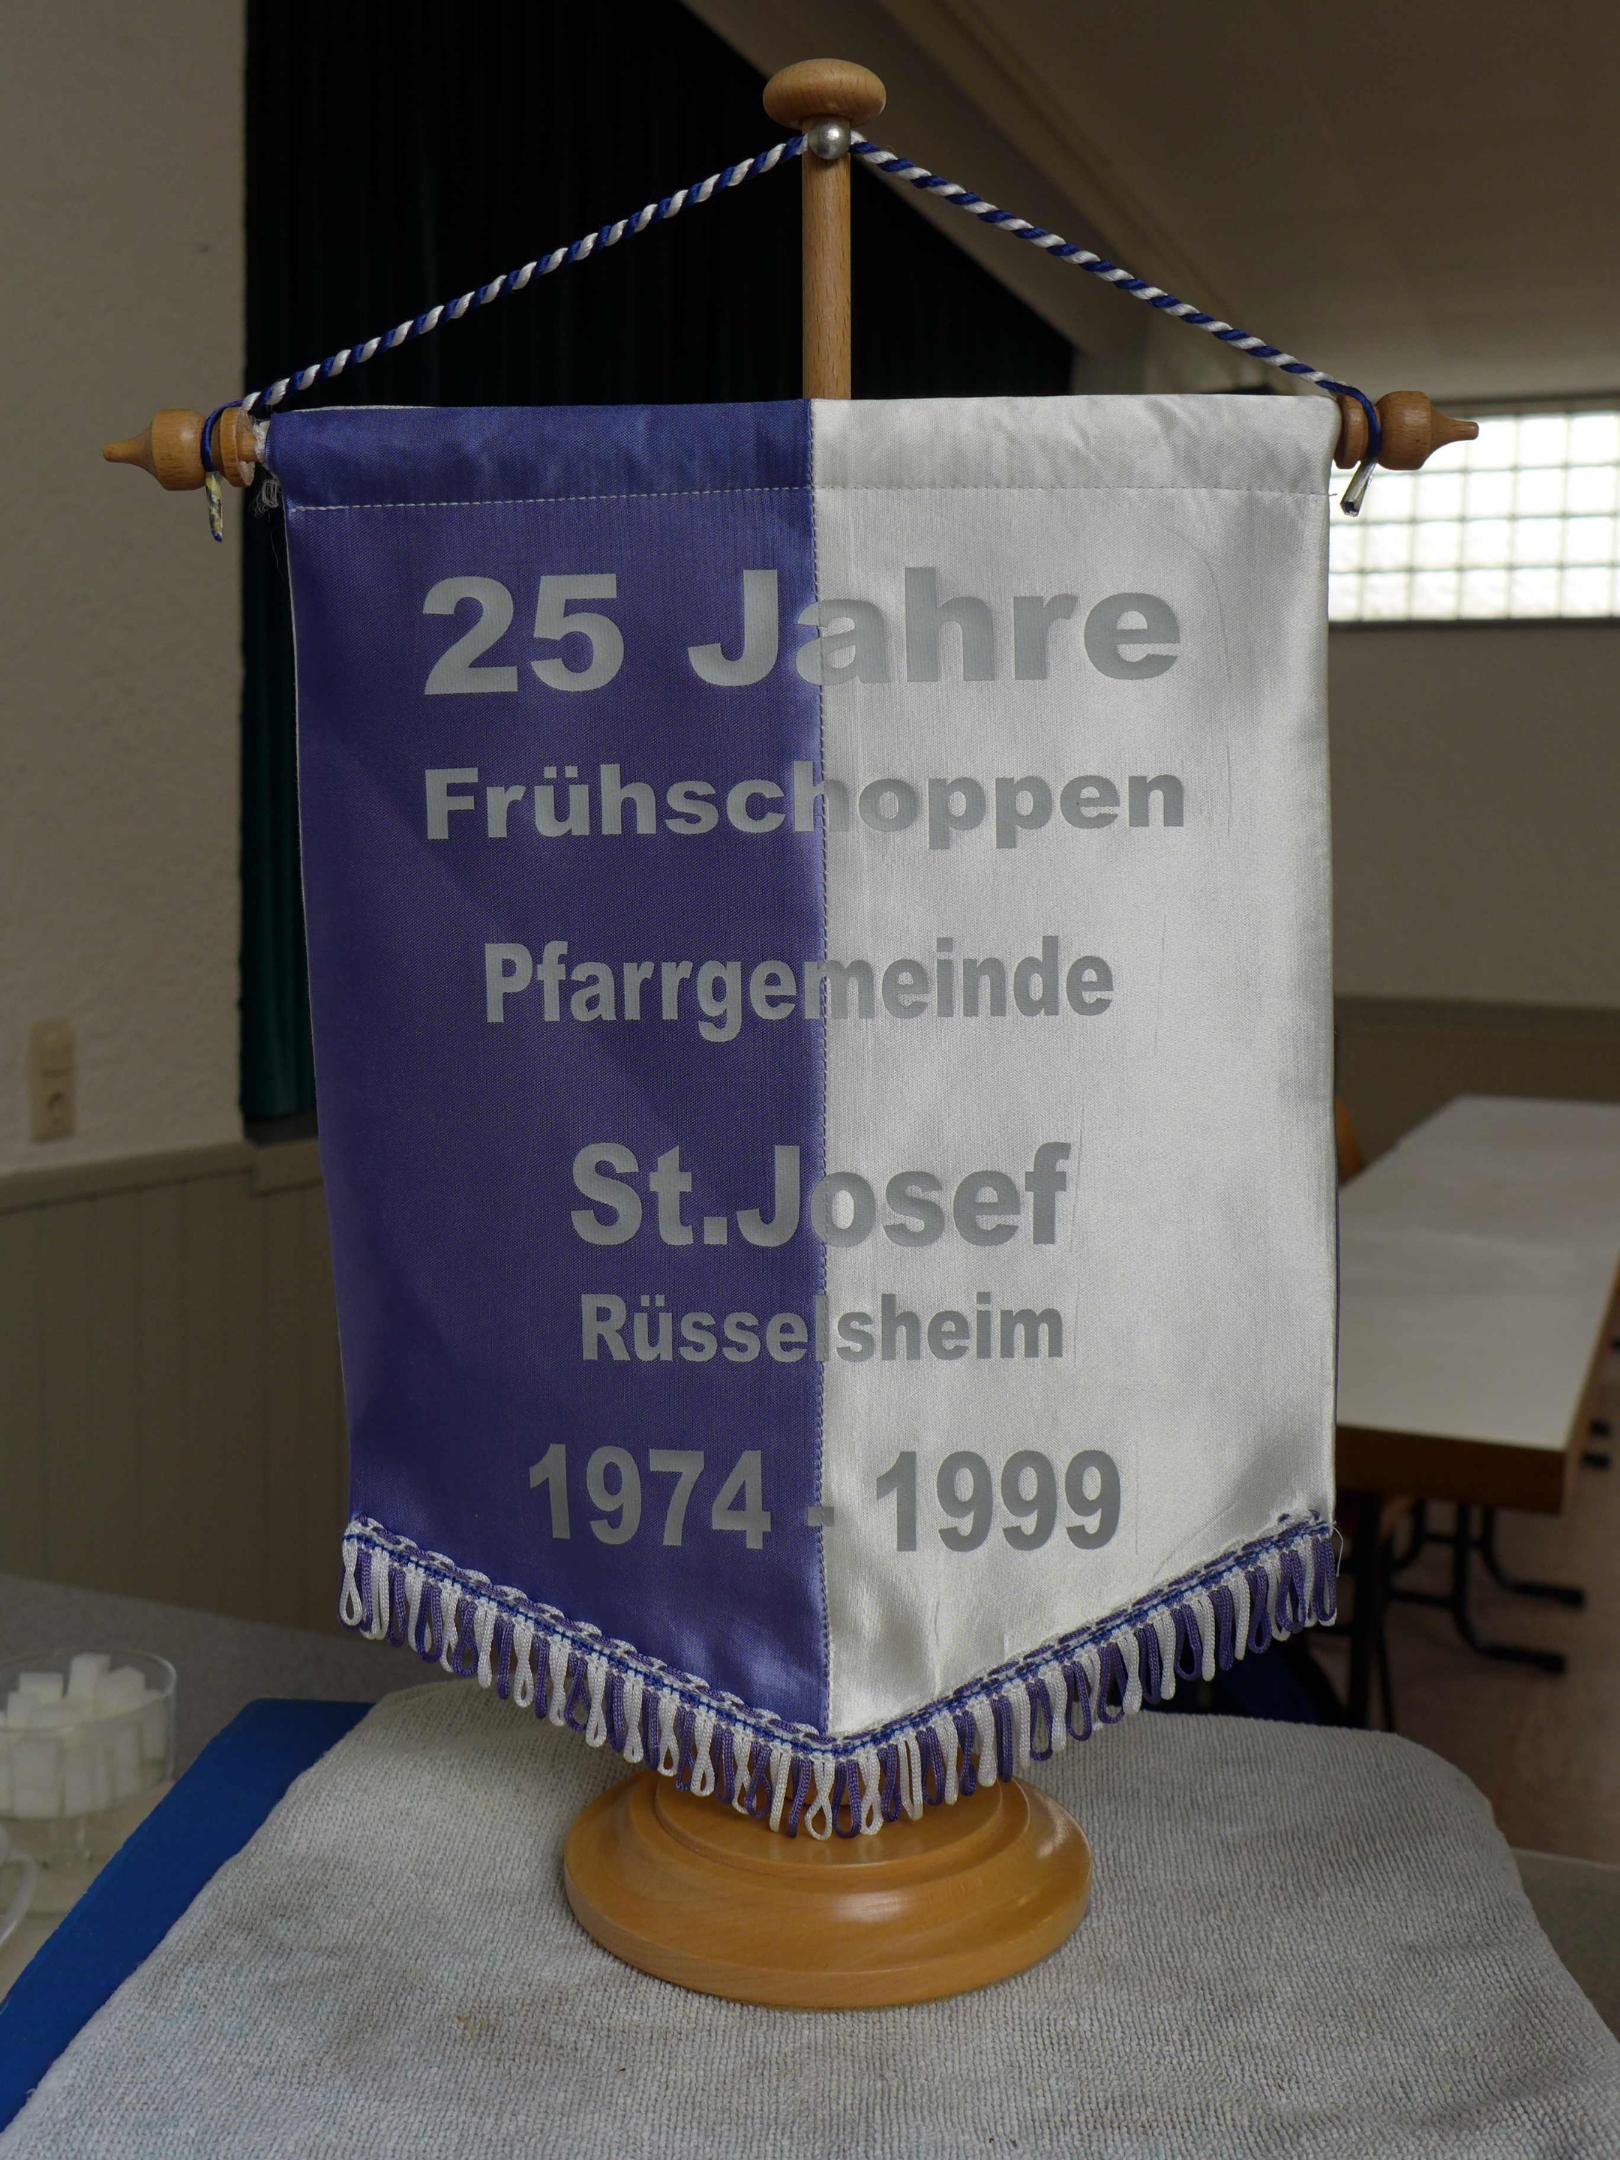 25 Jahre
Frühschoppen
Pfarrgemeinde
St.Josef
Rüsselsheim
1974 - 1999